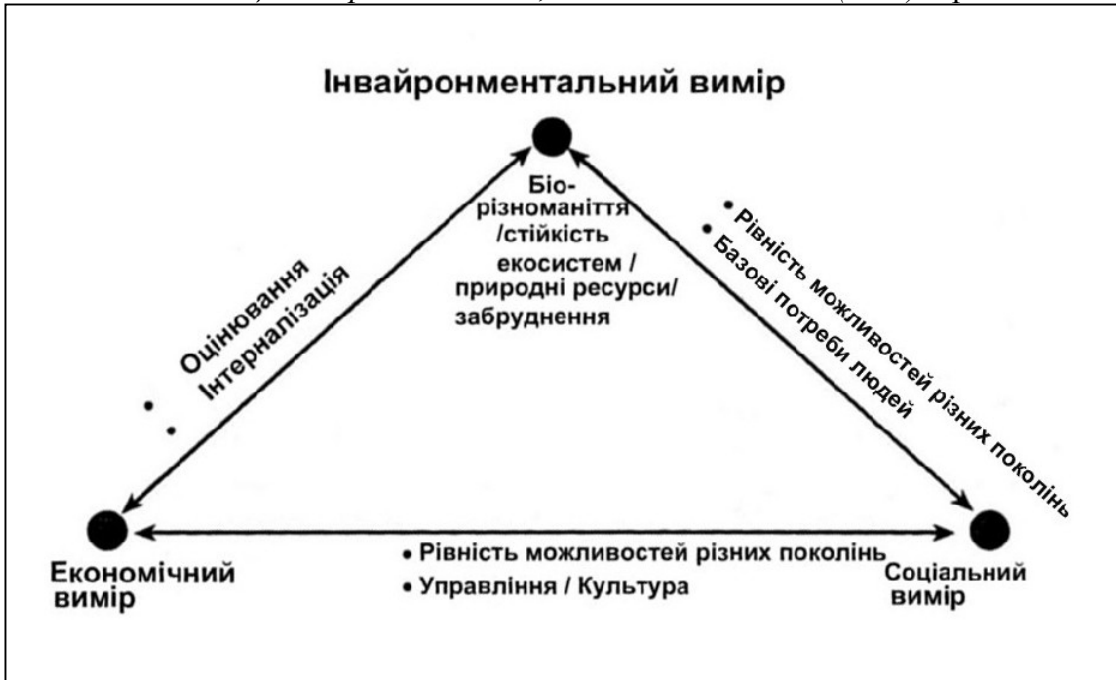 Інвайронментальний вимір
Біо-
різноманіття
/стійкість
екосистем /
природні ресурси/
забруднення
• Оцінювання
• Інтерналізація
• Рівність можливостей різних поколінь
• Базові потреби людей
• Рівність можливостей різних поколінь
• Управління / Культура
Економічний
вимір
Соціальний
вимір